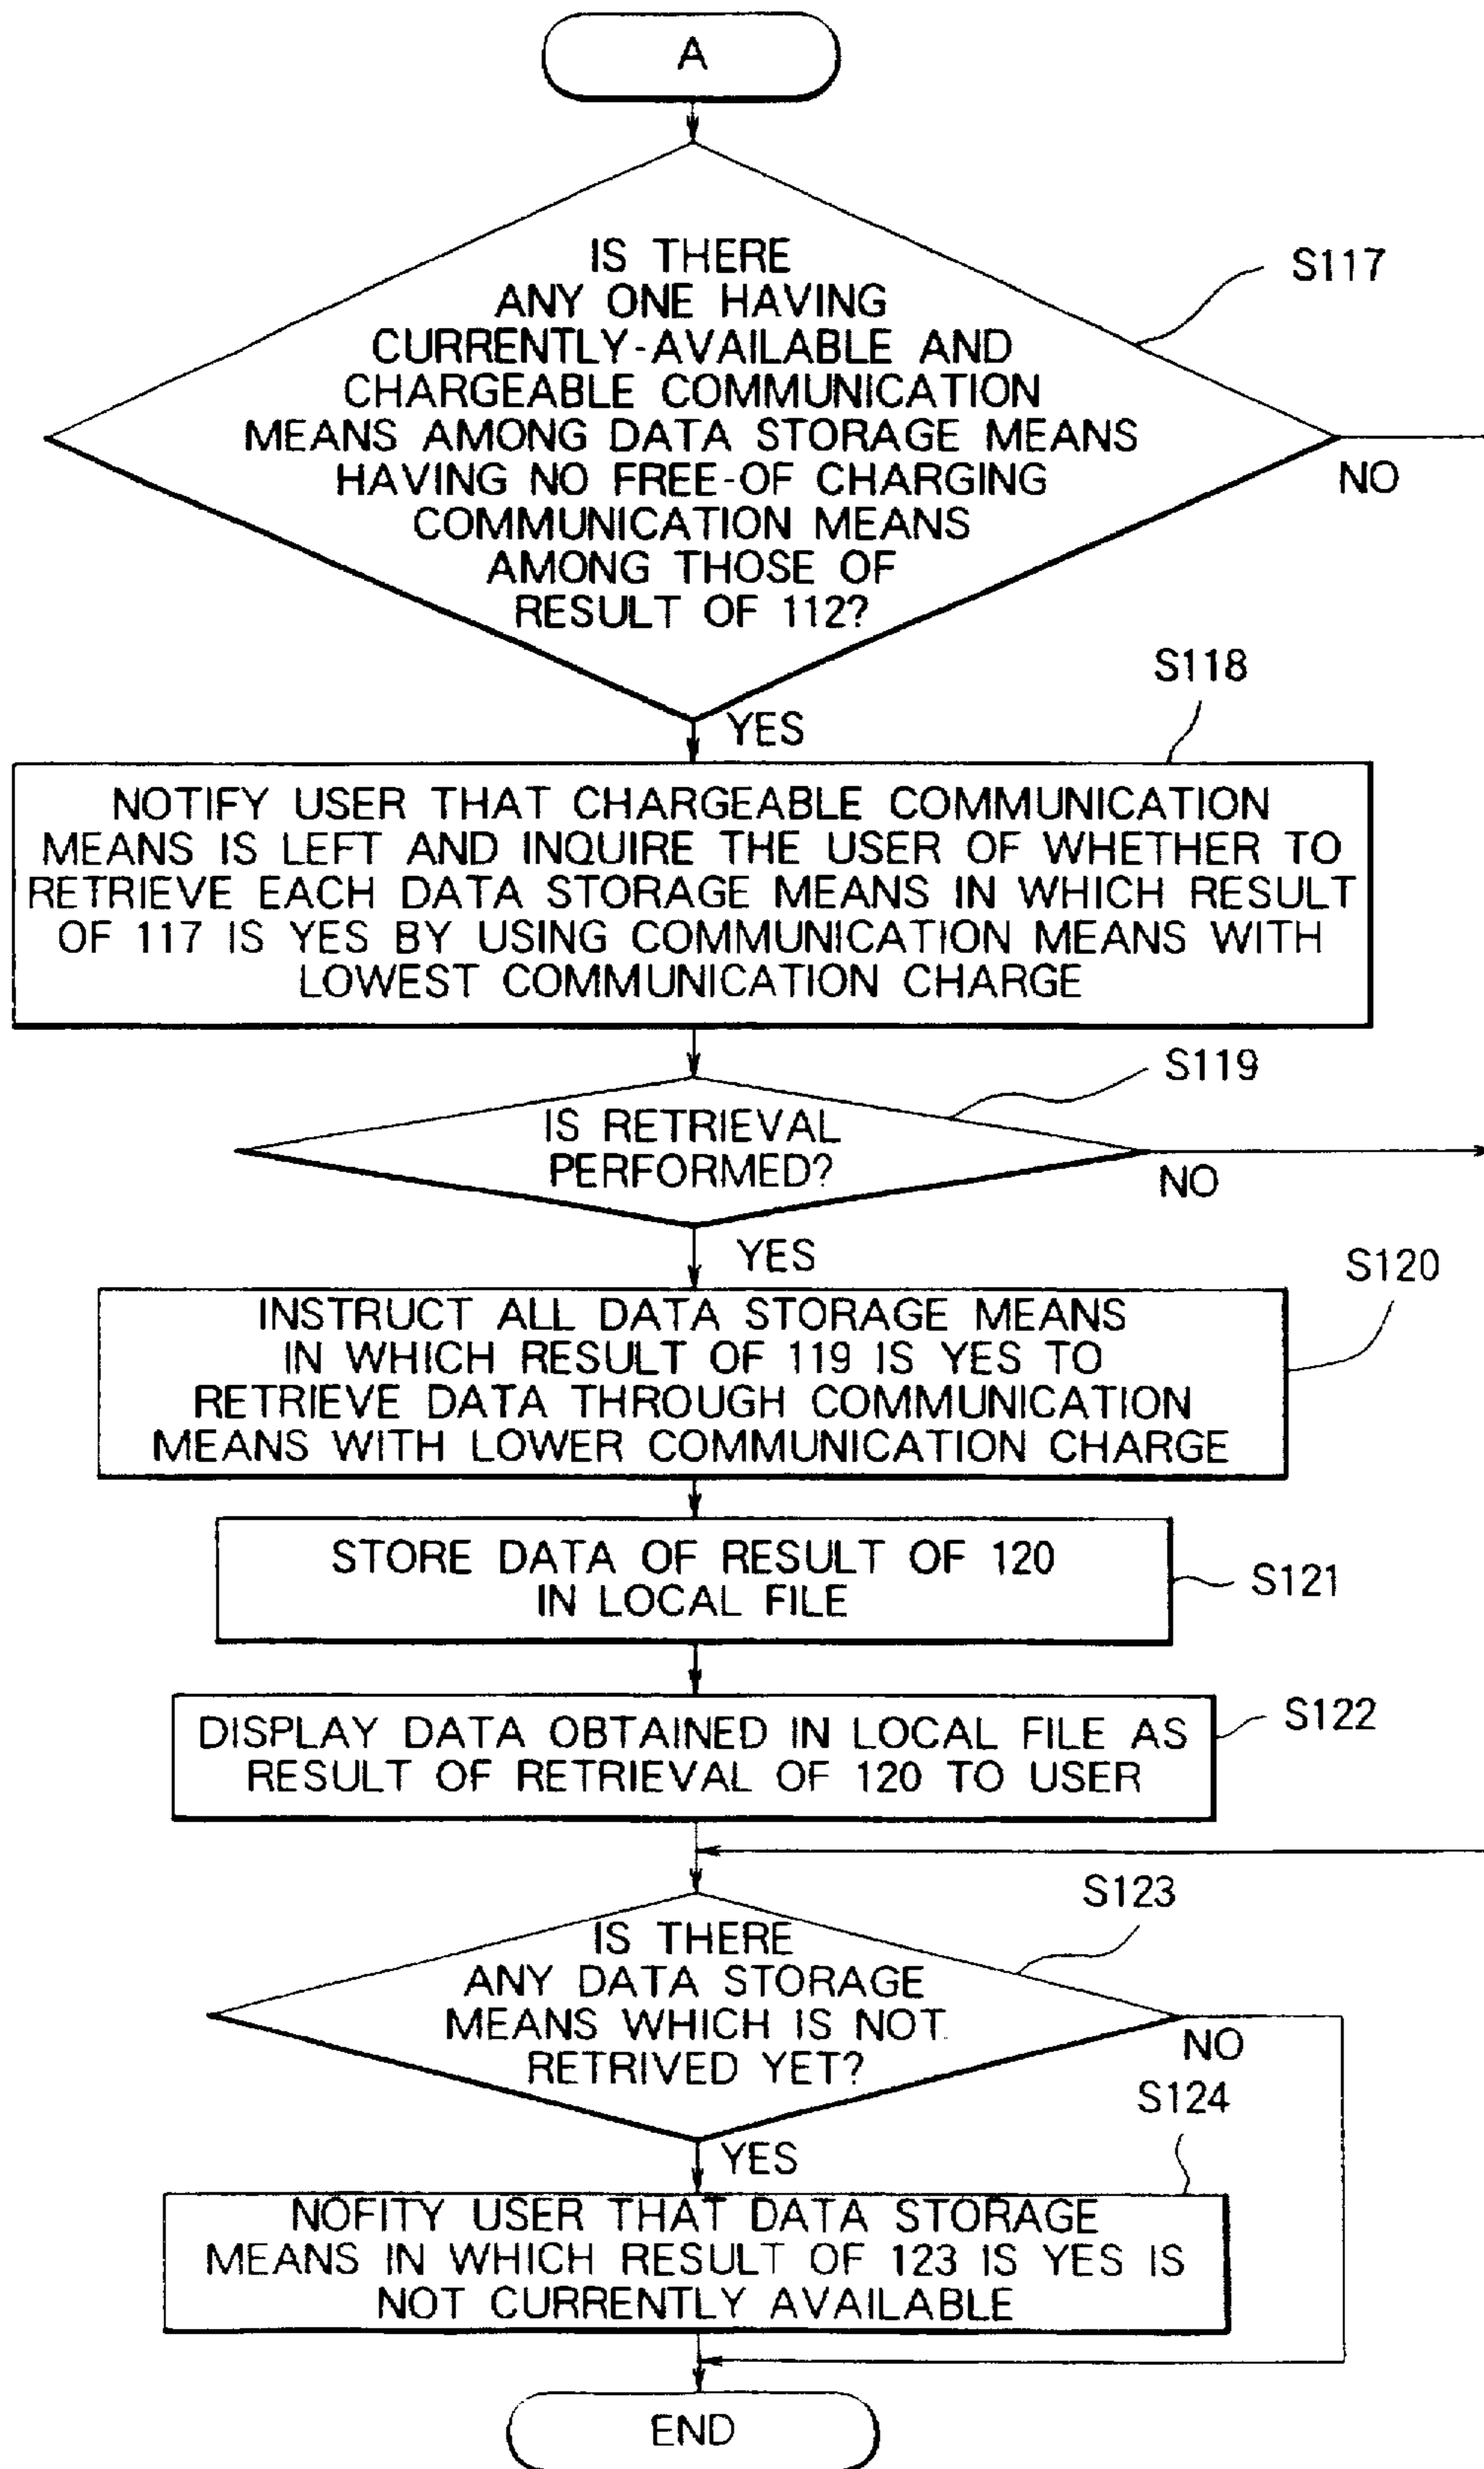 A
IS THERE
ANY ONE HAVING
CURRENTLY-AVAILABLE AND
CHARGEABLE COMMUNICATION
MEANS AMONG DATA STORAGE MEANS
HAVING NO FREE-OF CHARGING
COMMUNICATION MEANS
AMONG THOSE OF
RESULT OF 112?
S117
NO
YES
S118
NOTIFY USER THAT CHARGEABLE COMMUNICATION
MEANS IS LEFT AND INQUIRE THE USER OF WHETHER TO
RETRIEVE EACH DATA STORAGE MEANS IN WHICH RESULT
OF 117 IS YES BY USING COMMUNICATION MEANS WITH
LOWEST COMMUNICATION CHARGE
S119
IS RETRIEVAL
PERFORMED?
NO
YES
S120
INSTRUCT ALL DATA STORAGE MEANS
IN WHICH RESULT OF 119 IS YES TO
RETRIEVE DATA THROUGH COMMUNICATION
MEANS WITH LOWER COMMUNICATION CHARGE
STORE DATA OF RESULT OF 120
IN LOCAL FILE
S121
DISPLAY DATA OBTAINED IN LOCAL FILE AS
RESULT OF RETRIEVAL OF 120 TO USER
S122
S123
IS THERE
ANY DATA STORAGE
MEANS WHICH IS NOT
RETRIVED YET?
NO
YES
S124
NOFITY USER THAT DATA STORAGE
MEANS IN WHICH RESULT OF 123 IS YES IS
NOT CURRENTLY AVAILABLE
END